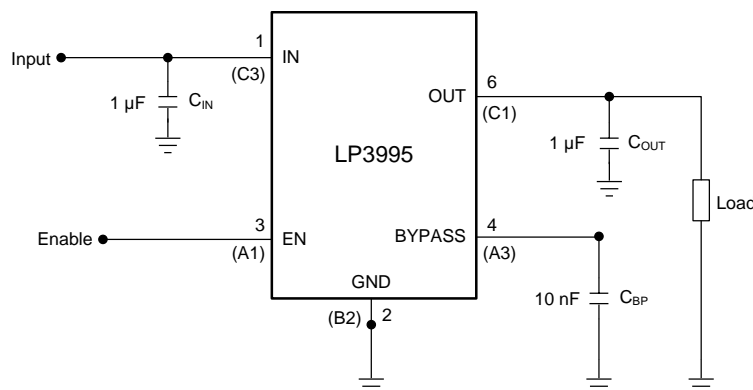 1
Input
IN
(C3)
1 µF
CIN
6
OUT
(C1)
1 µF
COUT
LP3995
Load
3
Enable
EN
(A1)
4
BYPASS
(A3)
GND
10 nF
CBP
(B2)
2